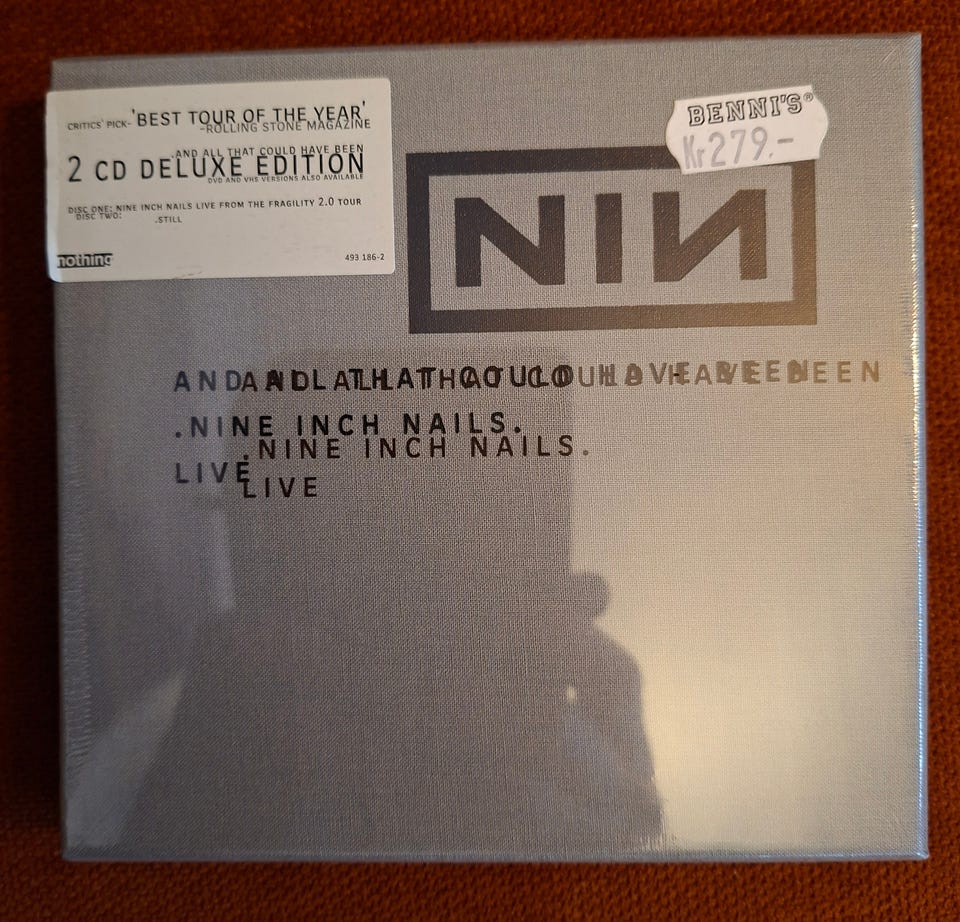 CRITICS' PICK- 'BEST TOUR OF THE YEAR'
-ROLLING STONE MAGAZINE
.AND ALL THAT COULD HAVE BEEN
2 CD DELUXE EDITION
DVD AND VHS VERSIONS ALSO AVAILABLE
DISC ONE: NINE INCH NAILS LIVE FROM THE FRAGILITY 2.0 TOUR
DISC TWO: .STILL
nothing
493 186-2
BENNI'S®
Kr279.-
NIN
AND ALL THAT COULD HAVE BEEN
AND ALL THAT COULD HAVE BEEN
.NINE INCH NAILS.
.NINE INCH NAILS.
LIVE
LIVE